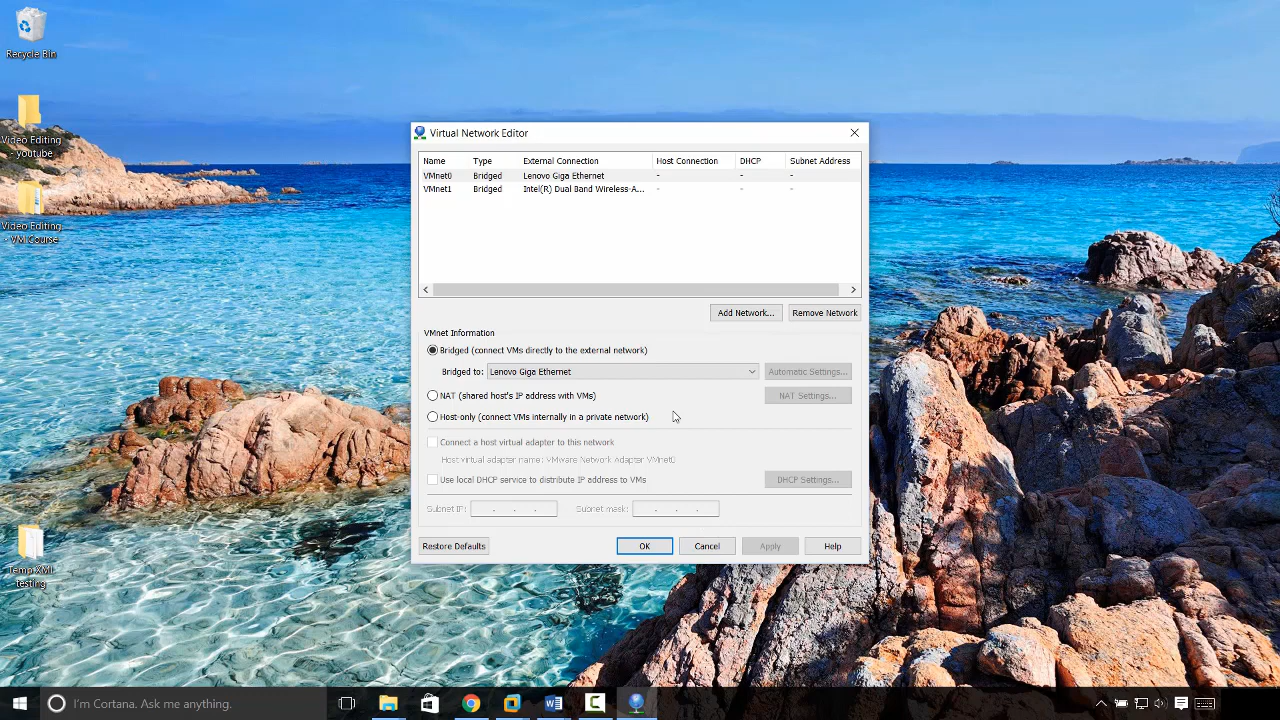 Recycle Bin
Video Editing
youtube
Video Editing
- VM Course
Temp XML
testing
Virtual Network Editor
Name Type External Connection Host Connection DHCP Subnet Address
VMnet0 Bridged Lenovo Giga Ethernet - - -
VMnet1 Bridged Intel(R) Dual Band Wireless-A... - - -
Add Network... Remove Network
VMnet Information
Bridged (connect VMs directly to the external network)
Bridged to: Lenovo Giga Ethernet Automatic Settings...
NAT (shared host's IP address with VMs) NAT Settings...
Host-only (connect VMs internally in a private network)
Connect a host virtual adapter to this network
Host virtual adapter name: VMware Network Adapter VMnet0
Use local DHCP service to distribute IP address to VMs DHCP Settings...
Subnet IP: . . . Subnet mask: . . .
Restore Defaults OK Cancel Apply Help
I'm Cortana. Ask me anything.